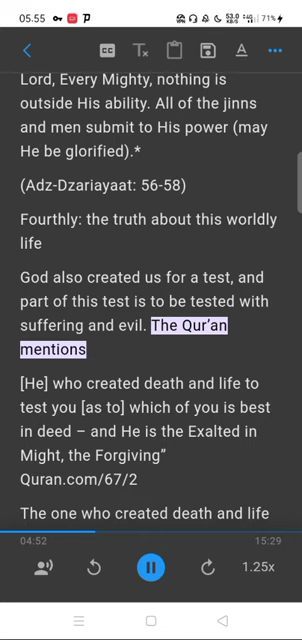 05.55
53.0 KB/S
71%
CC
A
Lord, Every Mighty, nothing is
outside His ability. All of the jinns
and men submit to His power (may
He be glorified).*
(Adz-Dzariayaat: 56-58)
Fourthly: the truth about this worldly
life
God also created us for a test, and
part of this test is to be tested with
suffering and evil. The Qur’an
mentions
[He] who created death and life to
test you [as to] which of you is best
in deed – and He is the Exalted in
Might, the Forgiving”
Quran.com/67/2
The one who created death and life
04:52
15:29
1.25x